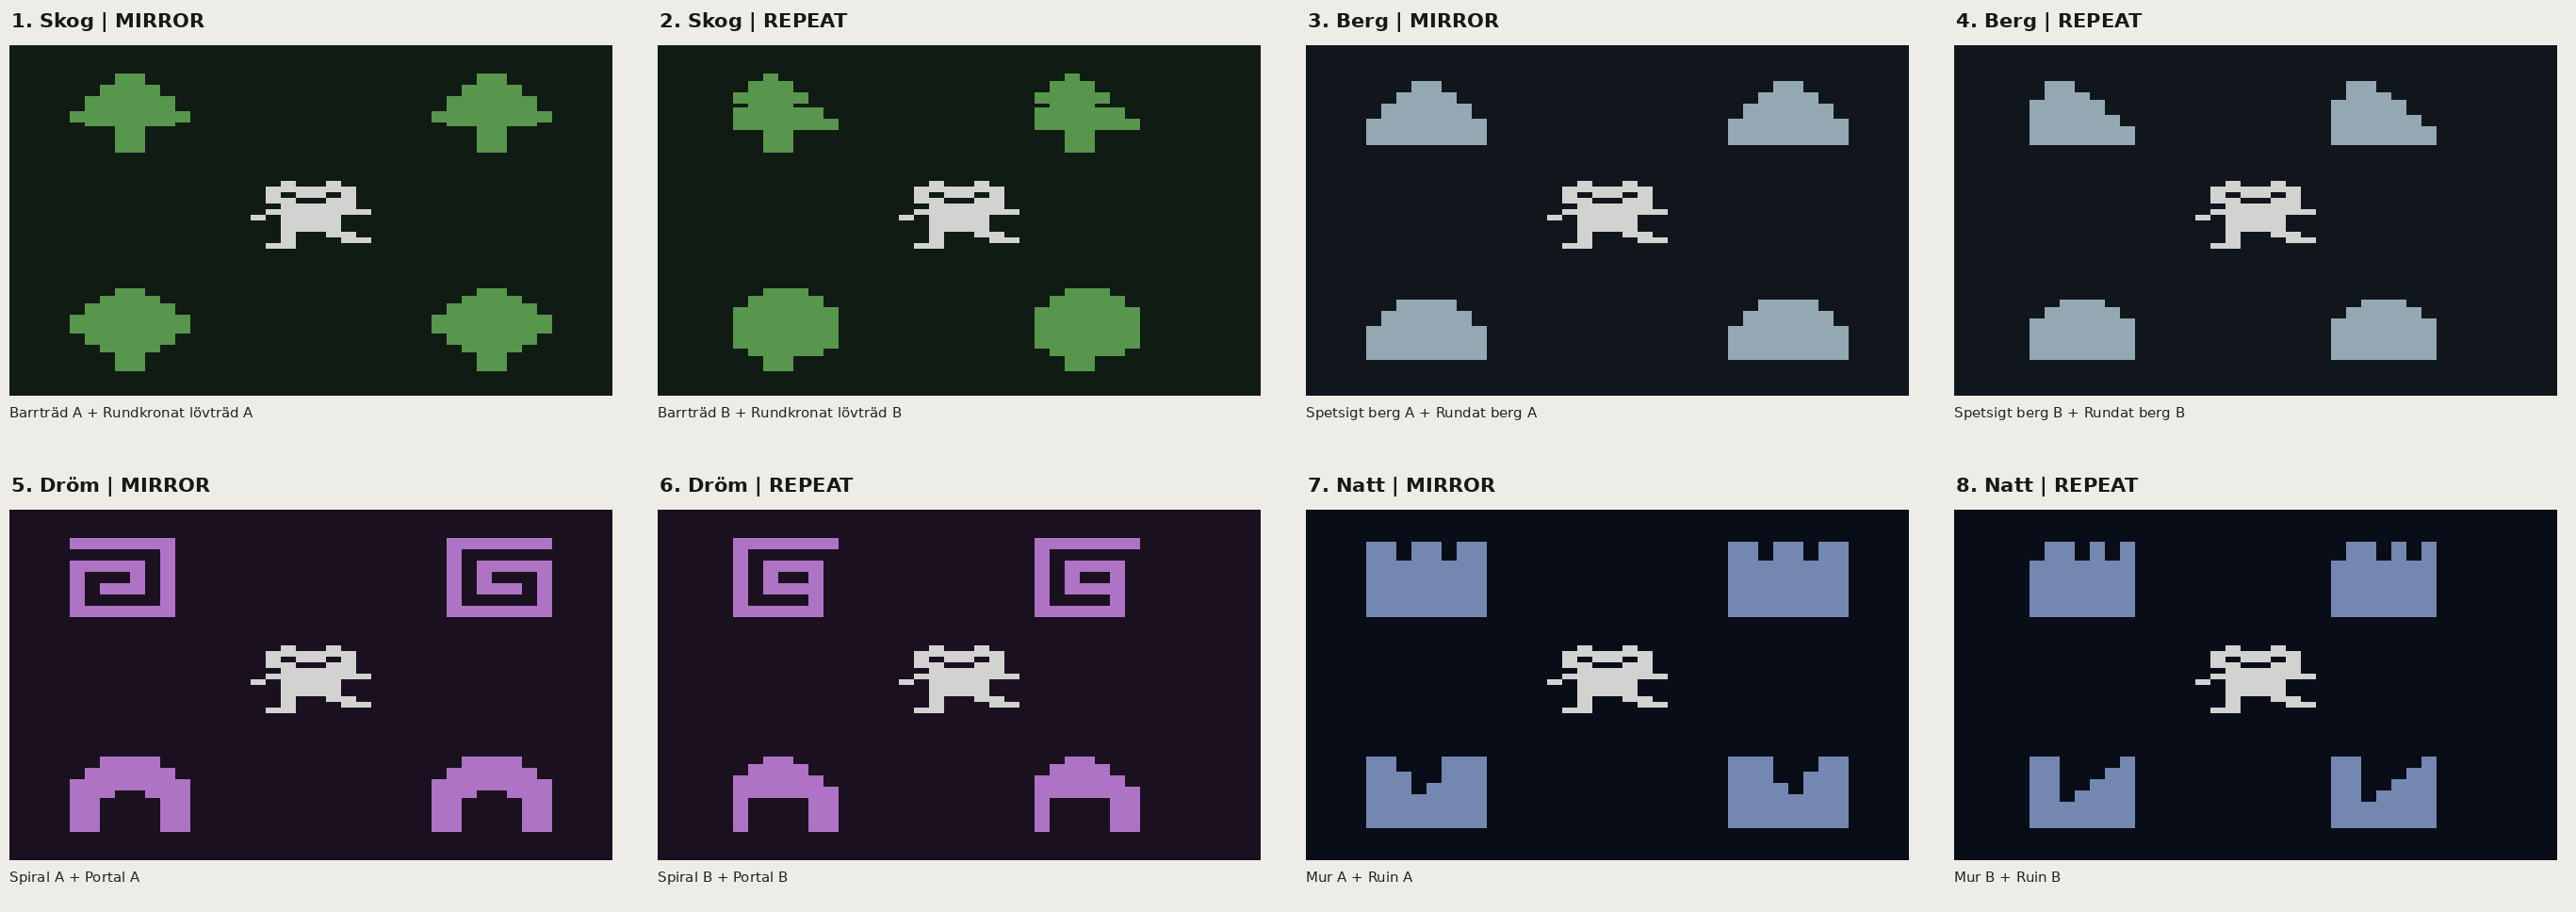 1. Skog | MIRROR
2. Skog | REPEAT
3. Berg | MIRROR
4. Berg | REPEAT
Barrträd A + Rundkronat lövträd A
Barrträd B + Rundkronat lövträd B
Spetsigt berg A + Rundat berg A
Spetsigt berg B + Rundat berg B
5. Dröm | MIRROR
6. Dröm | REPEAT
7. Natt | MIRROR
8. Natt | REPEAT
Spiral A + Portal A
Spiral B + Portal B
Mur A + Ruin A
Mur B + Ruin B